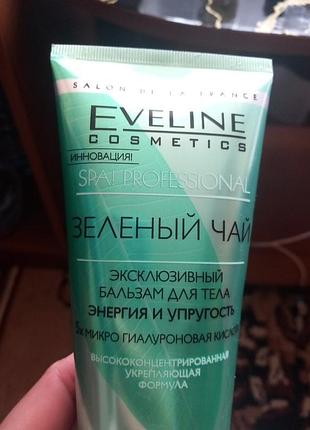 SALON DE LA FRANCE
EVELINE
COSMETICS
ИННОВАЦИЯ!
SPA! PROFESSIONAL
ЗЕЛЕНЫЙ ЧАЙ
ЭКСКЛЮЗИВНЫЙ
БАЛЬЗАМ ДЛЯ ТЕЛА
ЭНЕРГИЯ И УПРУГОСТЬ
МИКРО ГИАЛУРОНОВАЯ КИСЛОТА
ВЫСОКОКОНЦЕНТРИРОВАННАЯ
УКРЕПЛЯЮЩАЯ
ФОРМУЛА